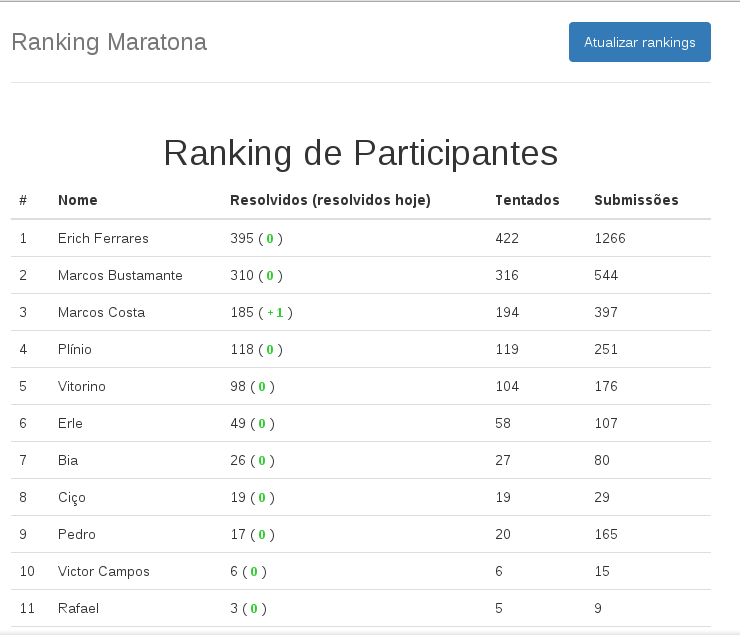 Ranking Maratona Atualizar rankings
Ranking de Participantes
# Nome Resolvidos (resolvidos hoje) Tentados Submissões
1 Erich Ferrares 395 ( 0 ) 422 1266
2 Marcos Bustamante 310 ( 0 ) 316 544
3 Marcos Costa 185 ( +1 ) 194 397
4 Plínio 118 ( 0 ) 119 251
5 Vitorino 98 ( 0 ) 104 176
6 Erle 49 ( 0 ) 58 107
7 Bia 26 ( 0 ) 27 80
8 Ciço 19 ( 0 ) 19 29
9 Pedro 17 ( 0 ) 20 165
10 Victor Campos 6 ( 0 ) 6 15
11 Rafael 3 ( 0 ) 5 9